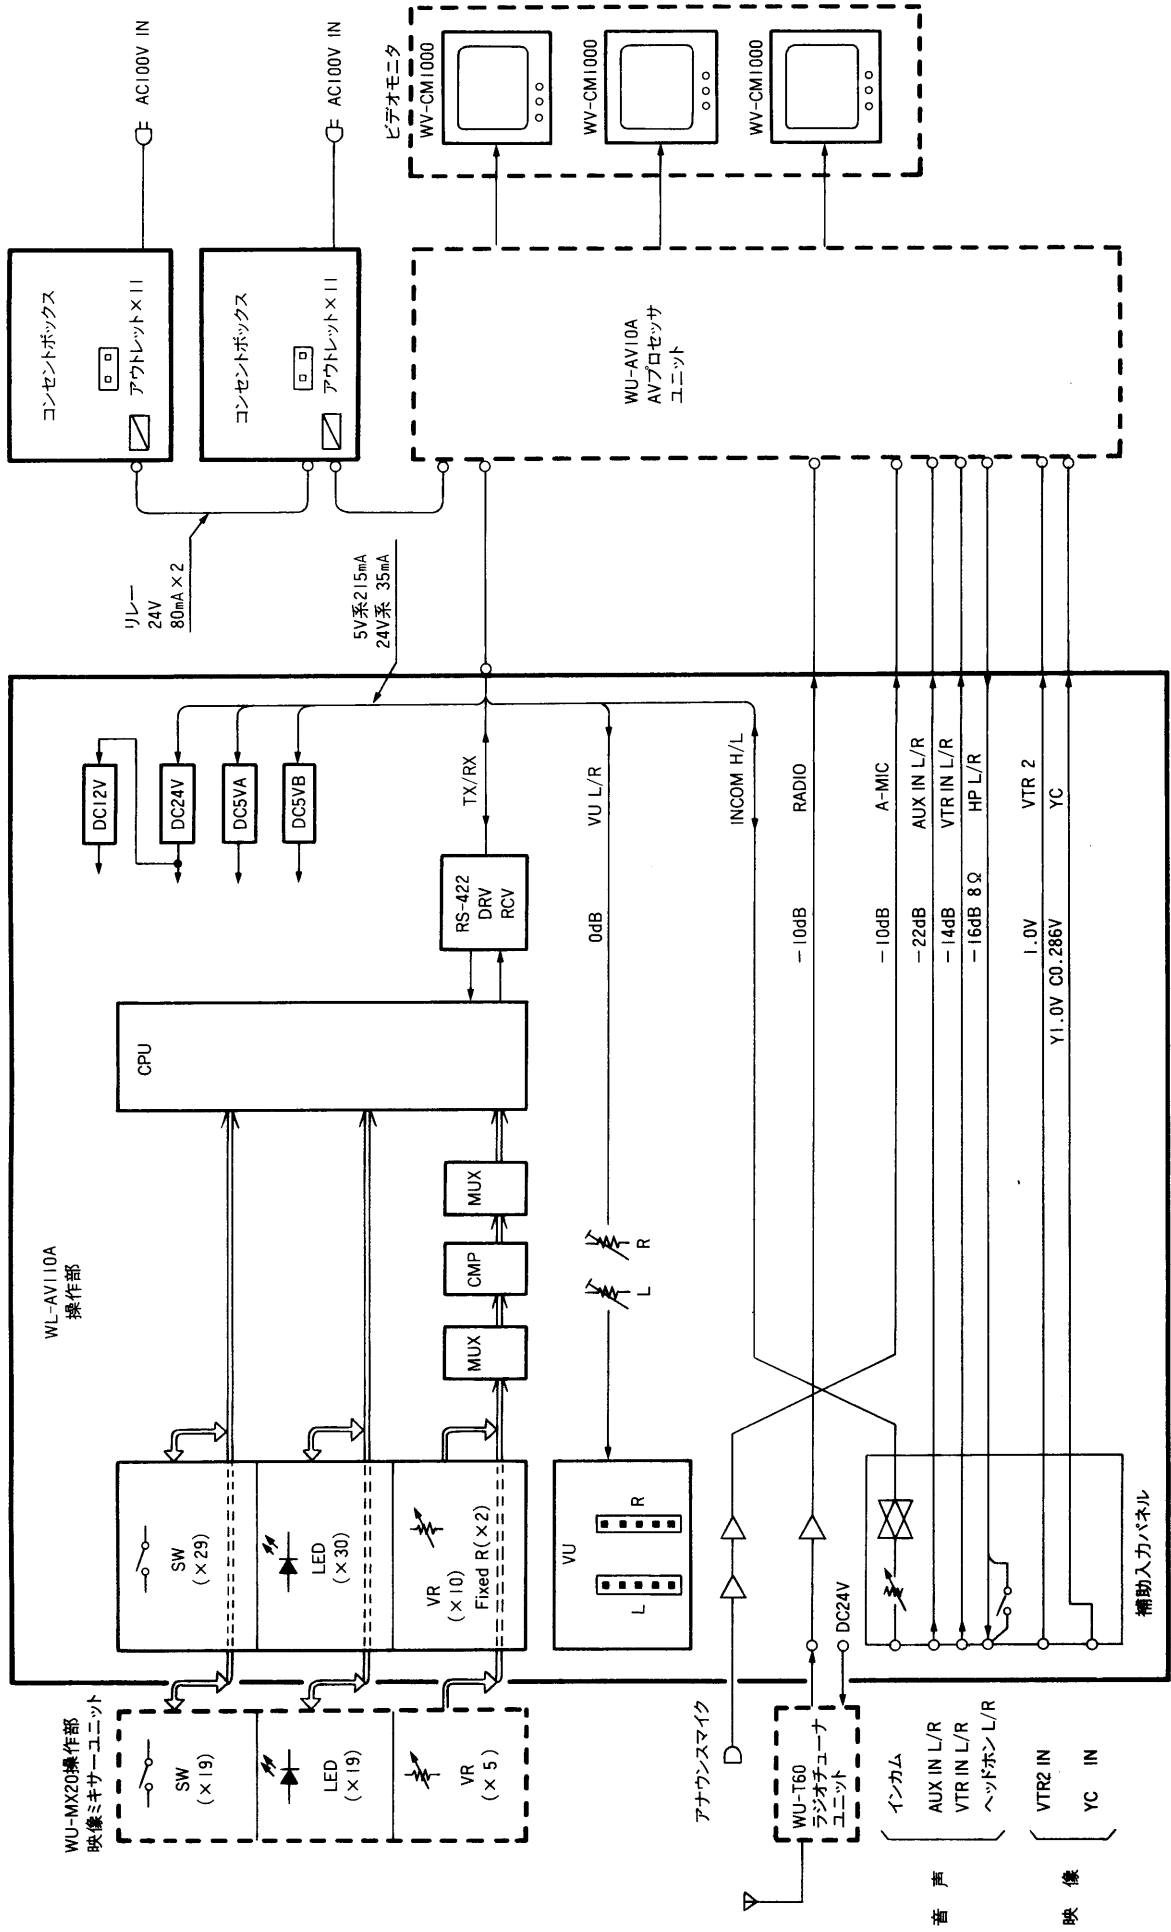 WU-MX20操作部
映像ミキサーユニット
SW
(×19)
LED
(×19)
VR
(×5)
WL-AV110A
操作部
SW
(×29)
LED
(×30)
VR
(×10)
Fixed R(×2)
MUX
CMP
MUX
CPU
RS-422
DRV
RCV
TX/RX
DC12V
DC24V
DC5VA
DC5VB
リレー
24V
80mA×2
5V系215mA
24V系 35mA
コンセントボックス
アウトレット×11
AC100V IN
コンセントボックス
アウトレット×11
AC100V IN
ビデオモニタ
WV-CM1000
WV-CM1000
WV-CM1000
WU-AV10A
AVプロセッサ
ユニット
VU
L
R
L
R
0dB
VU L/R
INCOM H/L
アナウンスマイク
WU-T60
ラジオチューナ
ユニット
DC24V
-10dB
RADIO
-10dB
A-MIC
-22dB
AUX IN L/R
-14dB
VTR IN L/R
-16dB 8Ω
HP L/R
1.0V
VTR 2
Y1.0V C0.286V
YC
補助入力パネル
音声
インカム
AUX IN L/R
VTR IN L/R
ヘッドホン L/R
映像
VTR2 IN
YC IN